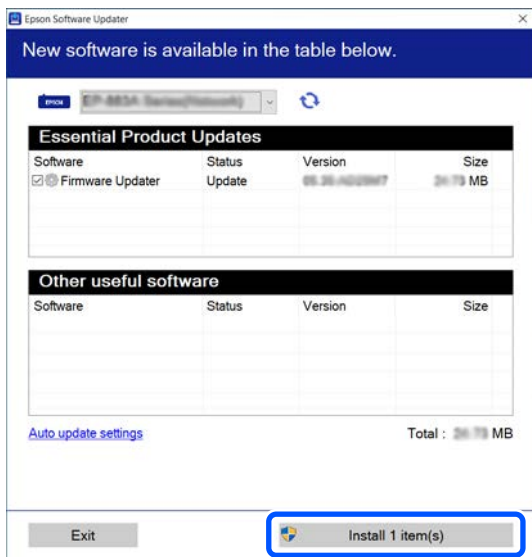 Epson Software Updater
New software is available in the table below.
EPSON
Essential Product Updates
Software Status Version Size
Firmware Updater Update MB
Other useful software
Software Status Version Size
Auto update settings Total : MB
Exit Install 1 item(s)